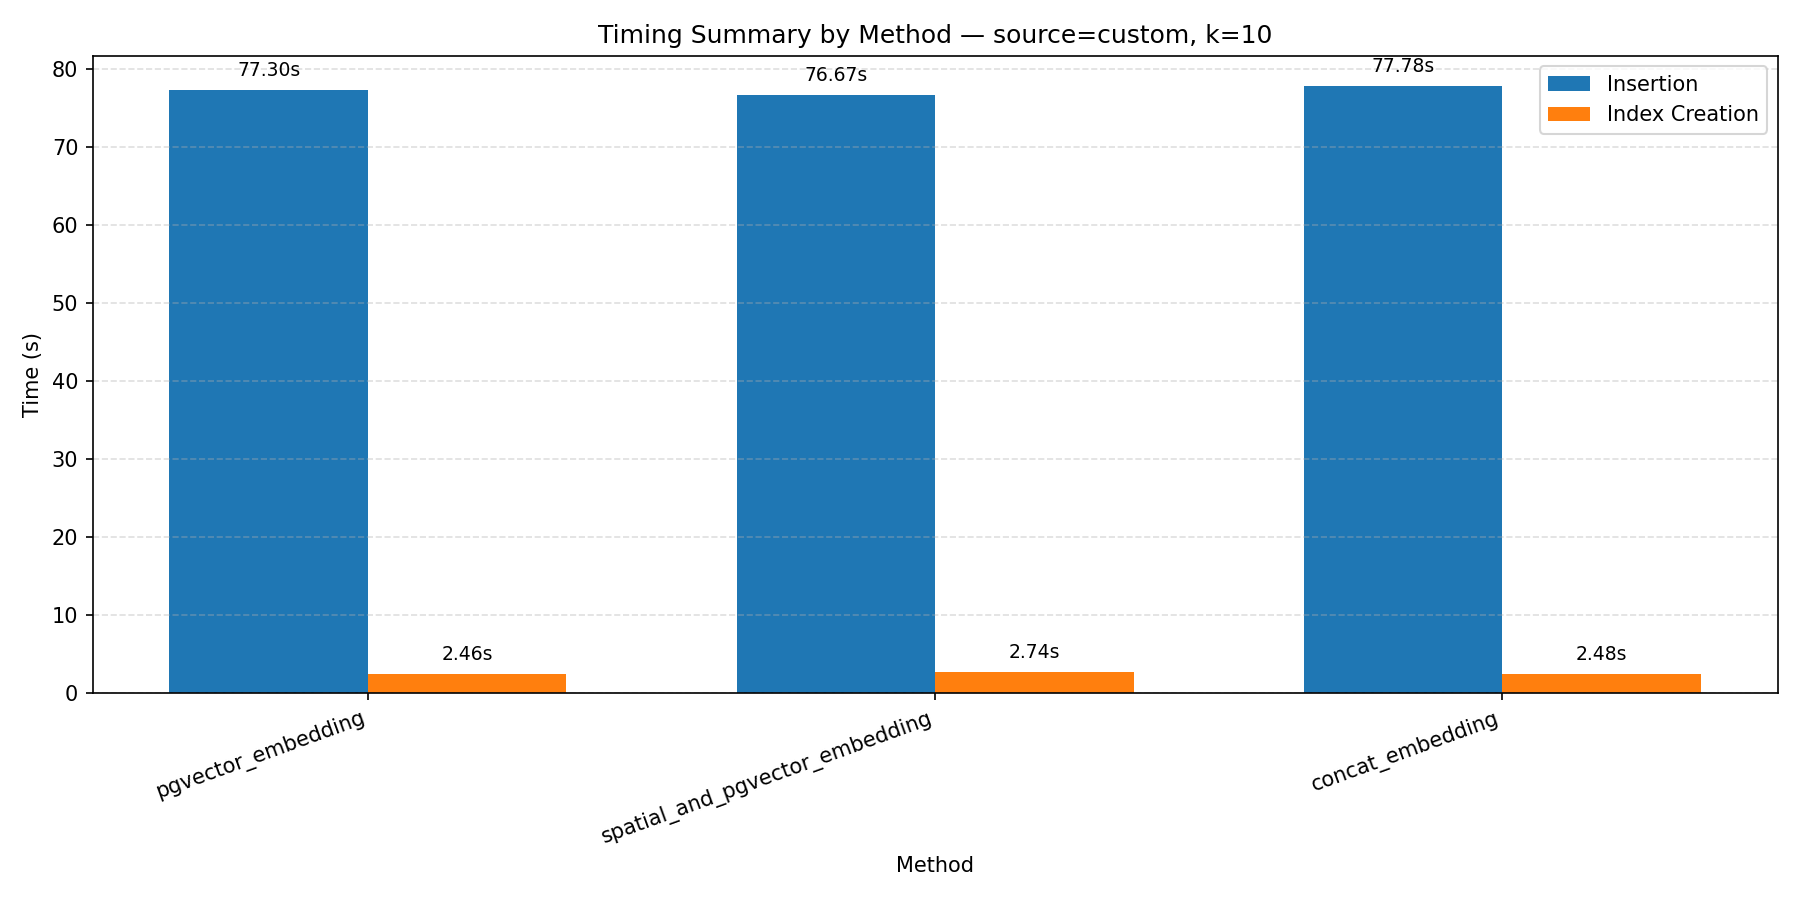 Timing Summary by Method — source=custom, k=10
Time (s)
80
70
60
50
40
30
20
10
0
77.30s
76.67s
77.78s
2.46s
2.74s
2.48s
Insertion
Index Creation
pgvector_embedding
spatial_and_pgvector_embedding
concat_embedding
Method